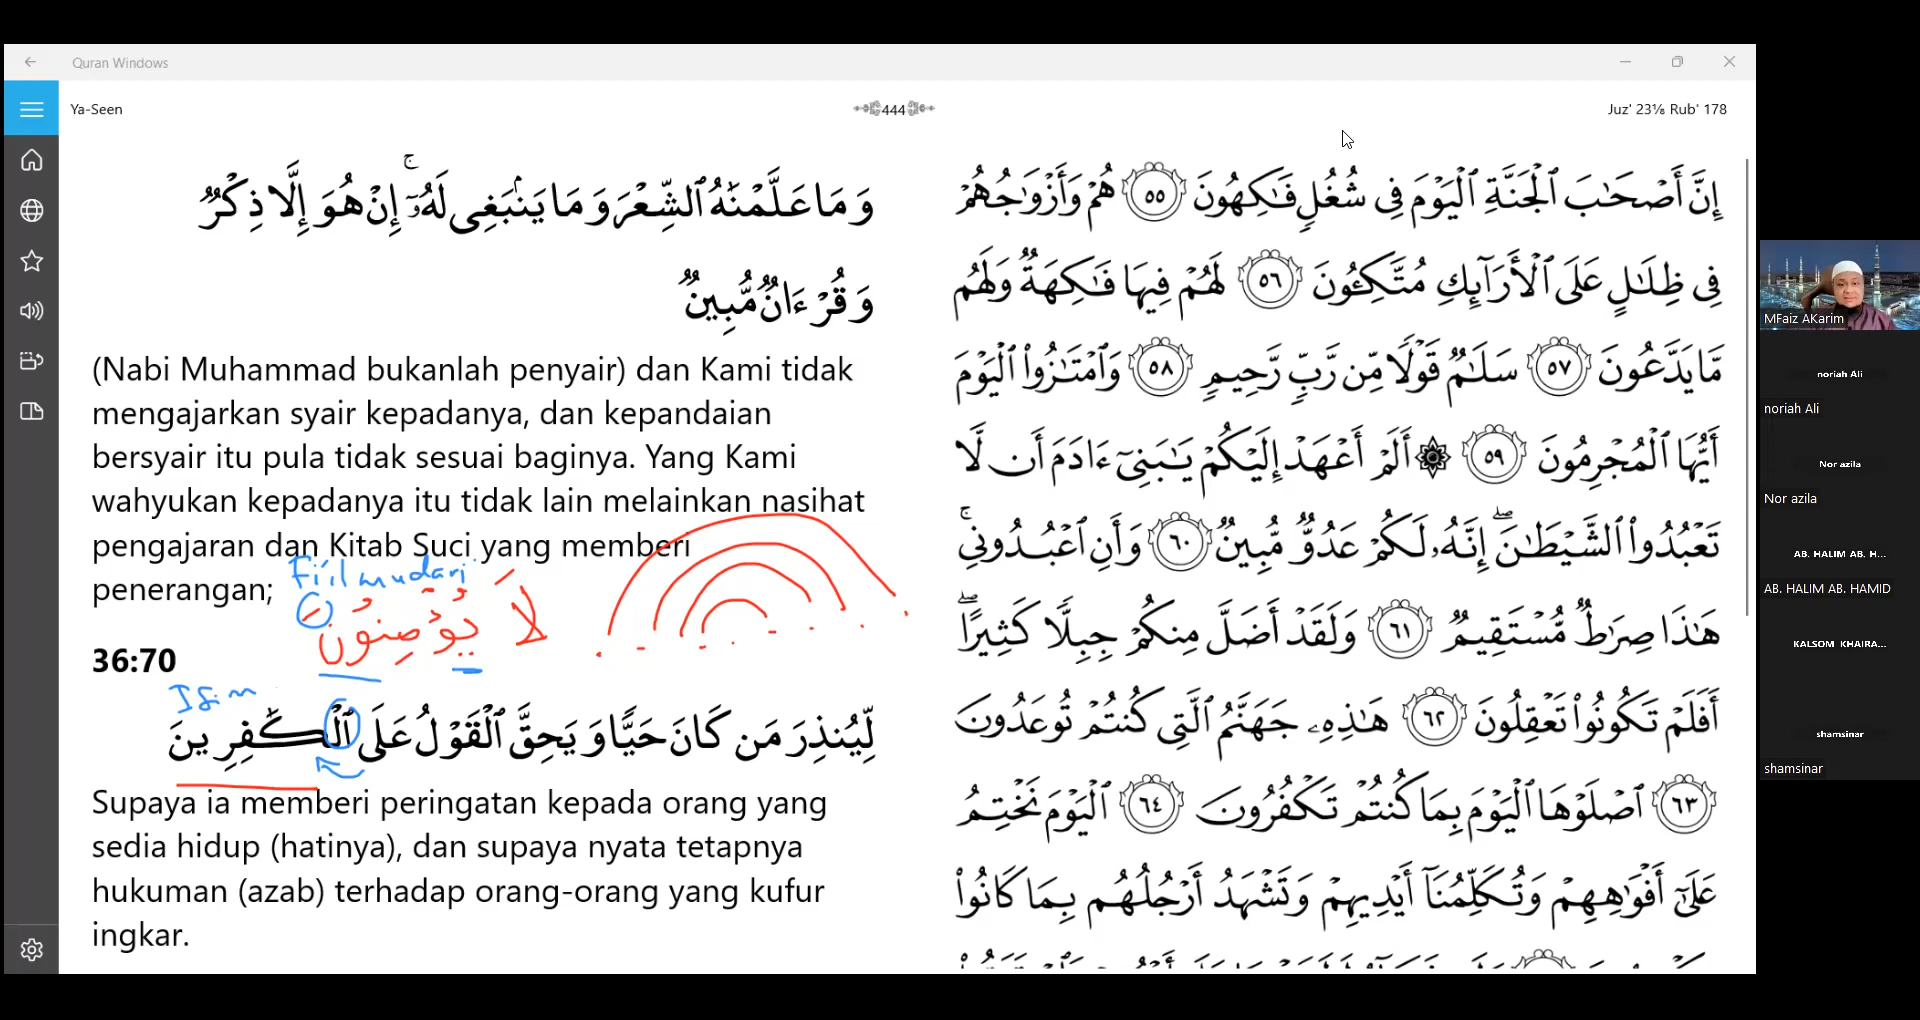 Quran Windows
Ya-Seen
444
Juz' 23⅛ Rub' 178
وَمَا عَلَّمْنَٰهُ ٱلشِّعْرَ وَمَا يَنۢبَغِى لَهُۥٓ ۚ إِنْ هُوَ إِلَّا ذِكْرٌ
وَقُرْءَانٌ مُّبِينٌ
(Nabi Muhammad bukanlah penyair) dan Kami tidak
mengajarkan syair kepadanya, dan kepandaian
bersyair itu pula tidak sesuai baginya. Yang Kami
wahyukan kepadanya itu tidak lain melainkan nasihat
pengajaran dan Kitab Suci yang memberi
penerangan;
Fi'il mudari
لَا يُؤْمِنُونَ
36:70
Isim
لِّيُنذِرَ مَن كَانَ حَيًّا وَيَحِقَّ ٱلْقَوْلُ عَلَى ٱلْكَٰفِرِينَ
Supaya ia memberi peringatan kepada orang yang
sedia hidup (hatinya), dan supaya nyata tetapnya
hukuman (azab) terhadap orang-orang yang kufur
ingkar.
إِنَّ أَصْحَٰبَ ٱلْجَنَّةِ ٱلْيَوْمَ فِى شُغُلٍ فَٰكِهُونَ ٥٥ هُمْ وَأَزْوَٰجُهُمْ
فِى ظِلَٰلٍ عَلَى ٱلْأَرَآئِكِ مُتَّكِـُٔونَ ٥٦ لَهُمْ فِيهَا فَٰكِهَةٌ وَلَهُم
مَّا يَدَّعُونَ ٥٧ سَلَٰمٌ قَوْلًا مِّن رَّبٍّ رَّحِيمٍ ٥٨ وَٱمْتَٰزُوا۟ ٱلْيَوْمَ
أَيُّهَا ٱلْمُجْرِمُونَ ٥٩ ۞ أَلَمْ أَعْهَدْ إِلَيْكُمْ يَٰبَنِىٓ ءَادَمَ أَن لَّا
تَعْبُدُوا۟ ٱلشَّيْطَٰنَ ۖ إِنَّهُۥ لَكُمْ عَدُوٌّ مُّبِينٌ ٦٠ وَأَنِ ٱعْبُدُونِى ۚ
هَٰذَا صِرَٰطٌ مُّسْتَقِيمٌ ٦١ وَلَقَدْ أَضَلَّ مِنكُمْ جِبِلًّا كَثِيرًا ۖ
أَفَلَمْ تَكُونُوا۟ تَعْقِلُونَ ٦٢ هَٰذِهِۦ جَهَنَّمُ ٱلَّتِى كُنتُمْ تُوعَدُونَ
٦٣ ٱصْلَوْهَا ٱلْيَوْمَ بِمَا كُنتُمْ تَكْفُرُونَ ٦٤ ٱلْيَوْمَ نَخْتِمُ
عَلَىٰٓ أَفْوَٰهِهِمْ وَتُكَلِّمُنَآ أَيْدِيهِمْ وَتَشْهَدُ أَرْجُلُهُم بِمَا كَانُوا۟
MFaiz AKarim
noriah Ali
noriah Ali
Nor azila
Nor azila
AB. HALIM AB. H...
AB. HALIM AB. HAMID
KALSOM KHAIRA...
shamsinar
shamsinar